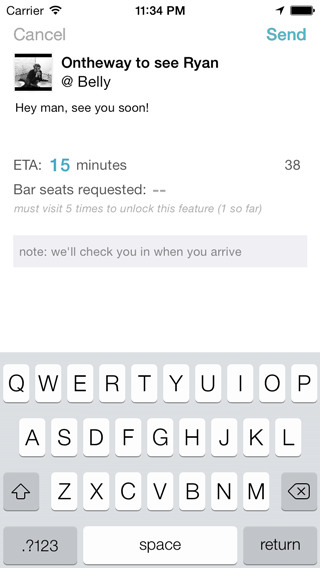 Carrier 11:34 PM
Cancel Send
Ontheway to see Ryan
@ Belly
Hey man, see you soon!
ETA: 15 minutes 38
Bar seats requested: --
must visit 5 times to unlock this feature (1 so far)
note: we'll check you in when you arrive
Q W E R T Y U I O P
A S D F G H J K L
Z X C V B N M
.?123 space return